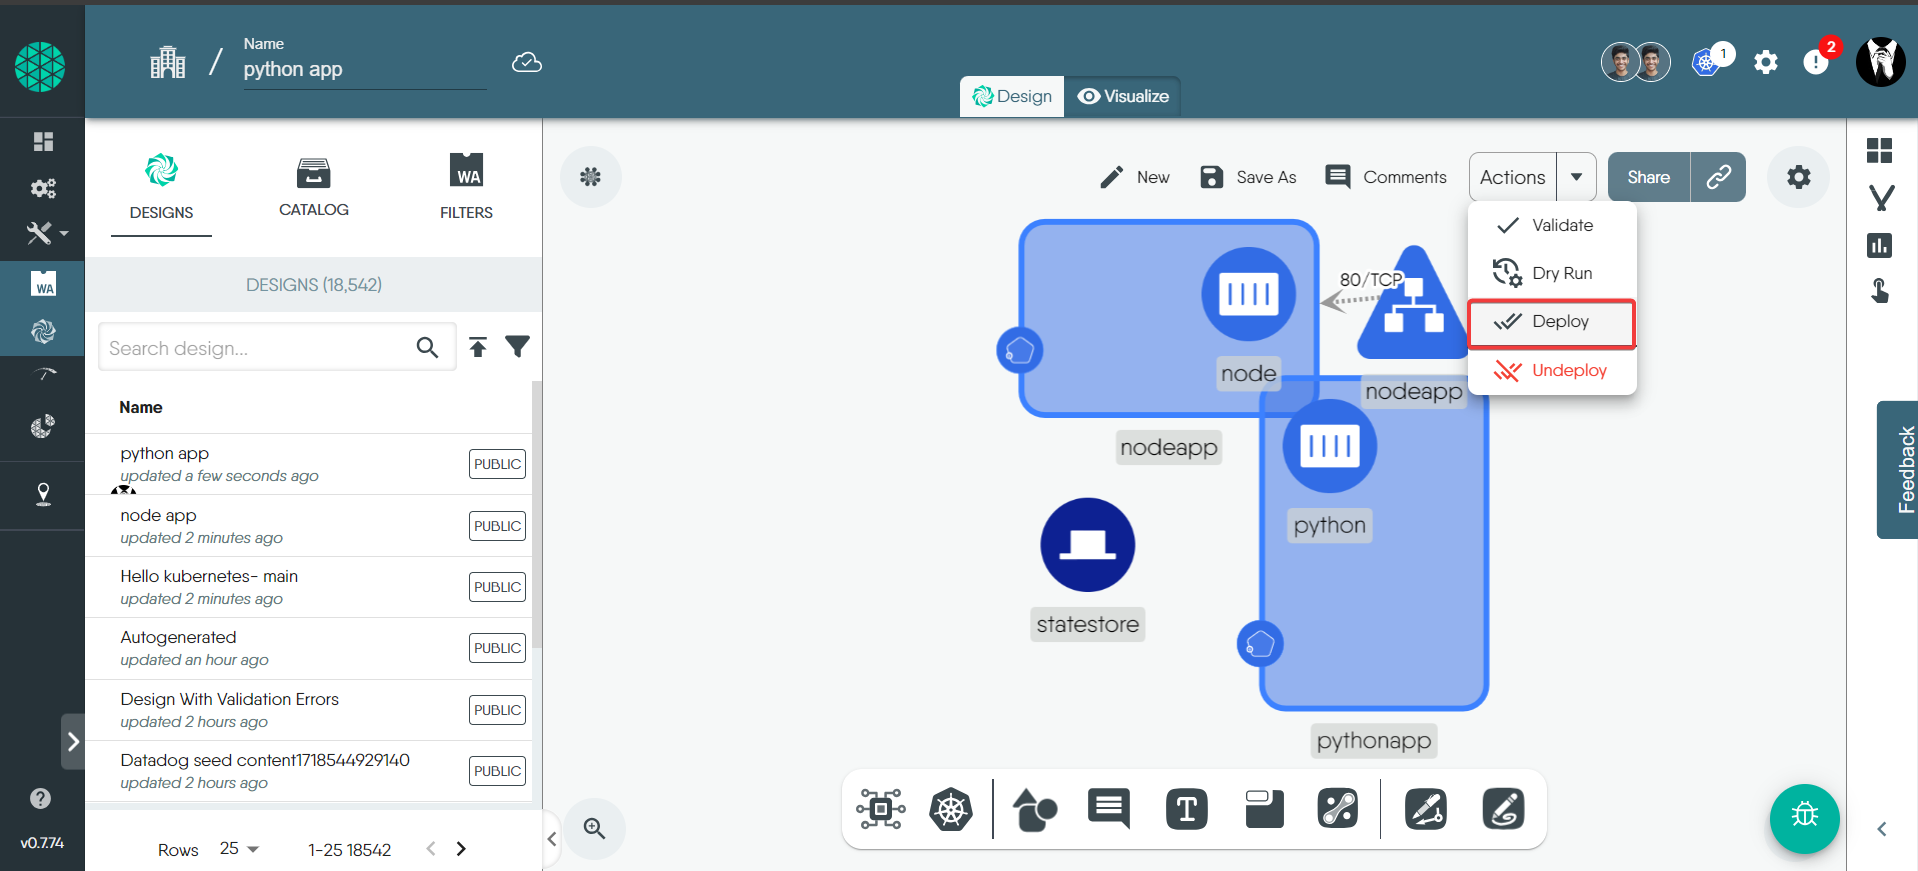 Name
/ python app
1
2
Design
Visualize
WA
DESIGNS
CATALOG
FILTERS
New
Save As
Comments
Actions
Share
Validate
Dry Run
Deploy
Undeploy
WA
DESIGNS (18,542)
Search design...
Name
python app
updated a few seconds ago
PUBLIC
node app
updated 2 minutes ago
PUBLIC
Hello kubernetes- main
updated 2 minutes ago
PUBLIC
Autogenerated
updated an hour ago
PUBLIC
Design With Validation Errors
updated 2 hours ago
PUBLIC
Datadog seed content1718544929140
updated 2 hours ago
PUBLIC
Rows 25 1-25 18542
v0.7.74
80/TCP
node
nodeapp
nodeapp
python
statestore
pythonapp
T
Feedback